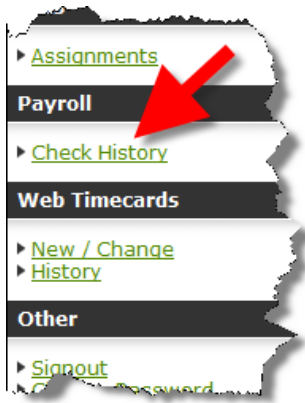 Assignments
Payroll
Check History
Web Timecards
New / Change
History
Other
Signout